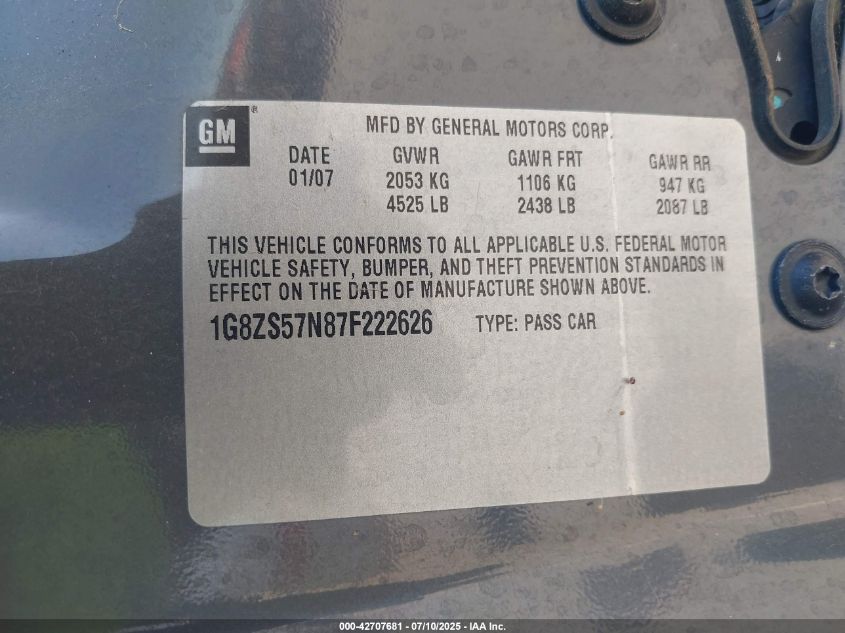 GM ®
MFD BY GENERAL MOTORS CORP.
DATE GVWR GAWR FRT GAWR RR
01/07 2053 KG 1106 KG 947 KG
4525 LB 2438 LB 2087 LB
THIS VEHICLE CONFORMS TO ALL APPLICABLE U.S. FEDERAL MOTOR
VEHICLE SAFETY, BUMPER, AND THEFT PREVENTION STANDARDS IN
EFFECT ON THE DATE OF MANUFACTURE SHOWN ABOVE.
1G8ZS57N87F222626 TYPE: PASS CAR
000-42707681 - 07/10/2025 - IAA Inc.